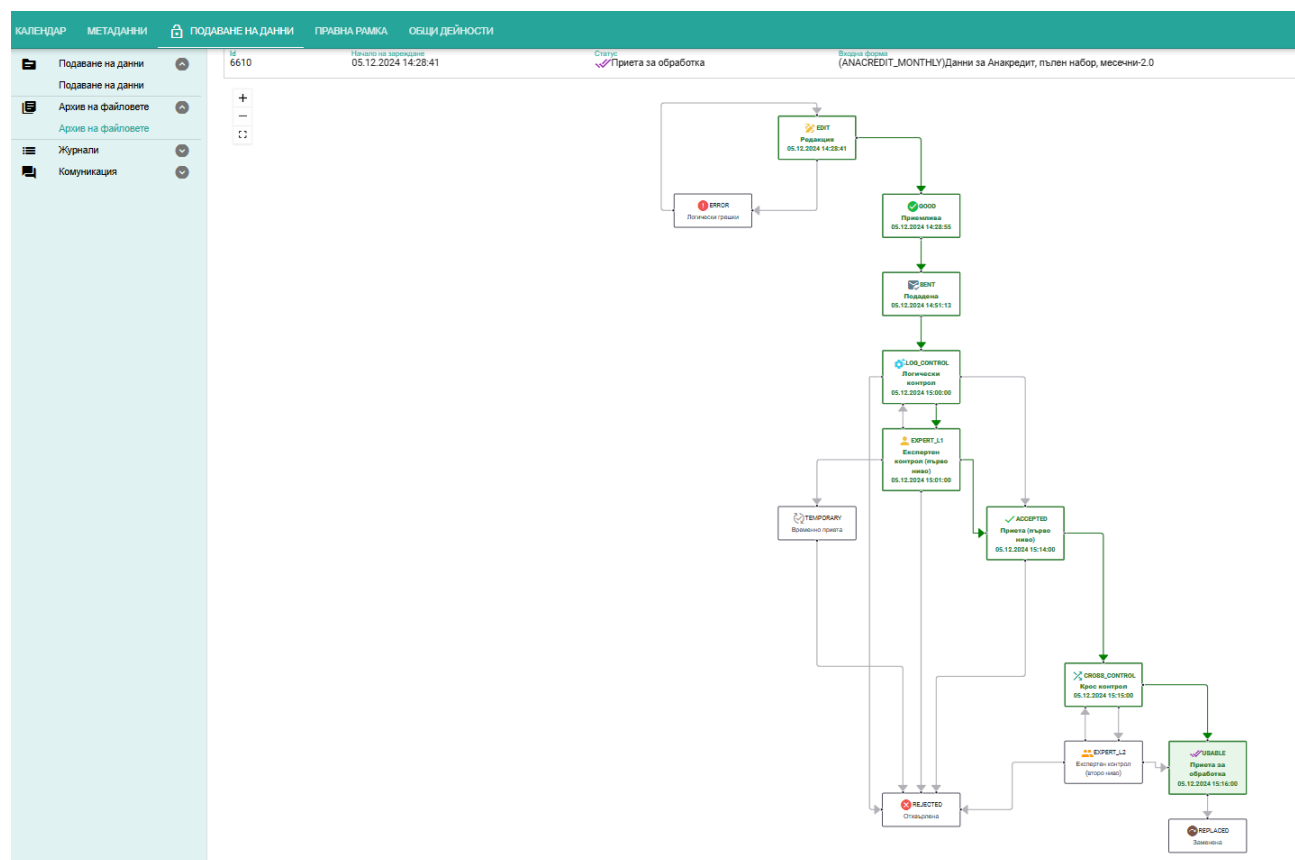 КАЛЕНДАР МЕТАДАННИ ПОДАВАНЕ НА ДАННИ ПРАВНА РАМКА ОБЩИ ДЕЙНОСТИ
Подаване на данни
Подаване на данни
Архив на файловете
Архив на файловете
Журнали
Комуникация
Id Начало на зареждане Статус Входна форма
6610 05.12.2024 14:28:41 Приета за обработка (ANACREDIT_MONTHLY)Данни за Анакредит, пълен набор, месечни-2.0
+
−
EDIT
Редакция
05.12.2024 14:28:41
ERROR
Логически грешки
GOOD
Приемлива
05.12.2024 14:28:55
SENT
Подадена
05.12.2024 14:51:13
LOG_CONTROL
Логически
контрол
05.12.2024 15:00:00
EXPERT_L1
Експертен
контрол (първо
ниво)
05.12.2024 15:01:00
TEMPORARY
Временно приета
ACCEPTED
Приета (първо
ниво)
05.12.2024 15:14:00
CROSS_CONTROL
Крос контрол
05.12.2024 15:15:00
EXPERT_L2
Експертен контрол
(второ ниво)
USABLE
Приета за
обработка
05.12.2024 15:16:00
REJECTED
Отхвърлена
REPLACED
Заменена